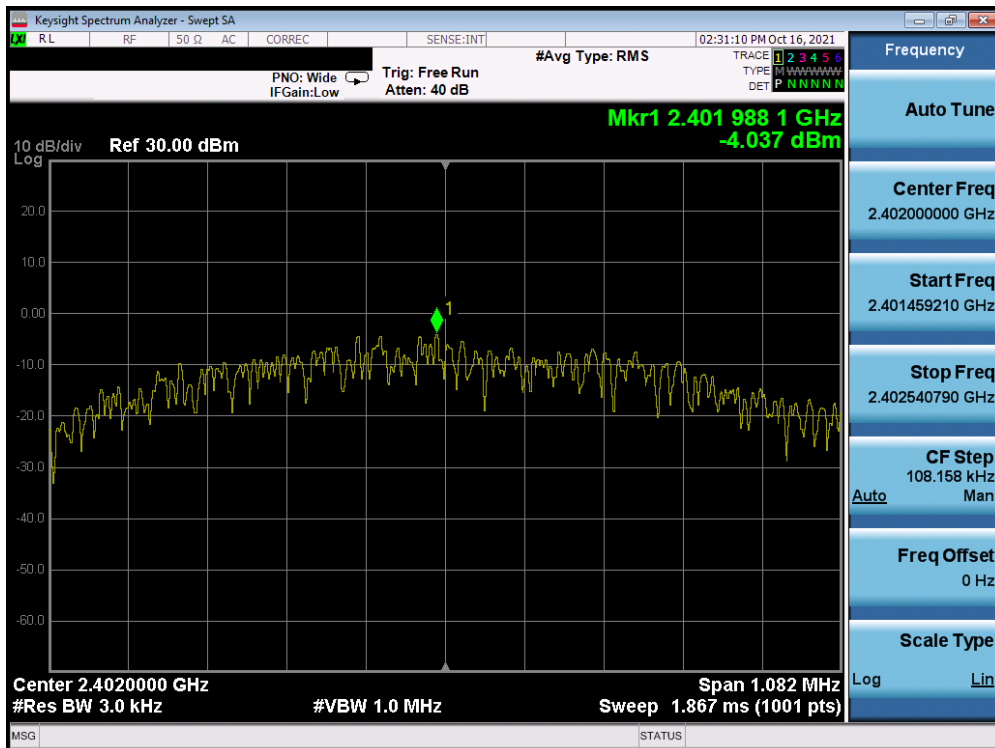 Keysight Spectrum Analyzer - Swept SA
LXI RL RF 50 Ω AC CORREC SENSE:INT 02:31:10 PM Oct 16, 2021
#Avg Type: RMS TRACE 1 2 3 4 5 6
PNO: Wide Trig: Free Run TYPE M WWWWW
IFGain:Low Atten: 40 dB DET P N N N N N
Mkr1 2.401 988 1 GHz
-4.037 dBm
10 dB/div Ref 30.00 dBm
Log
20.0
10.0
0.00
-10.0
-20.0
-30.0
-40.0
-50.0
-60.0
1
Center 2.4020000 GHz Span 1.082 MHz
#Res BW 3.0 kHz #VBW 1.0 MHz Sweep 1.867 ms (1001 pts)
MSG STATUS
Frequency
Auto Tune
Center Freq
2.402000000 GHz
Start Freq
2.401459210 GHz
Stop Freq
2.402540790 GHz
CF Step
108.158 kHz
Auto Man
Freq Offset
0 Hz
Scale Type
Log Lin